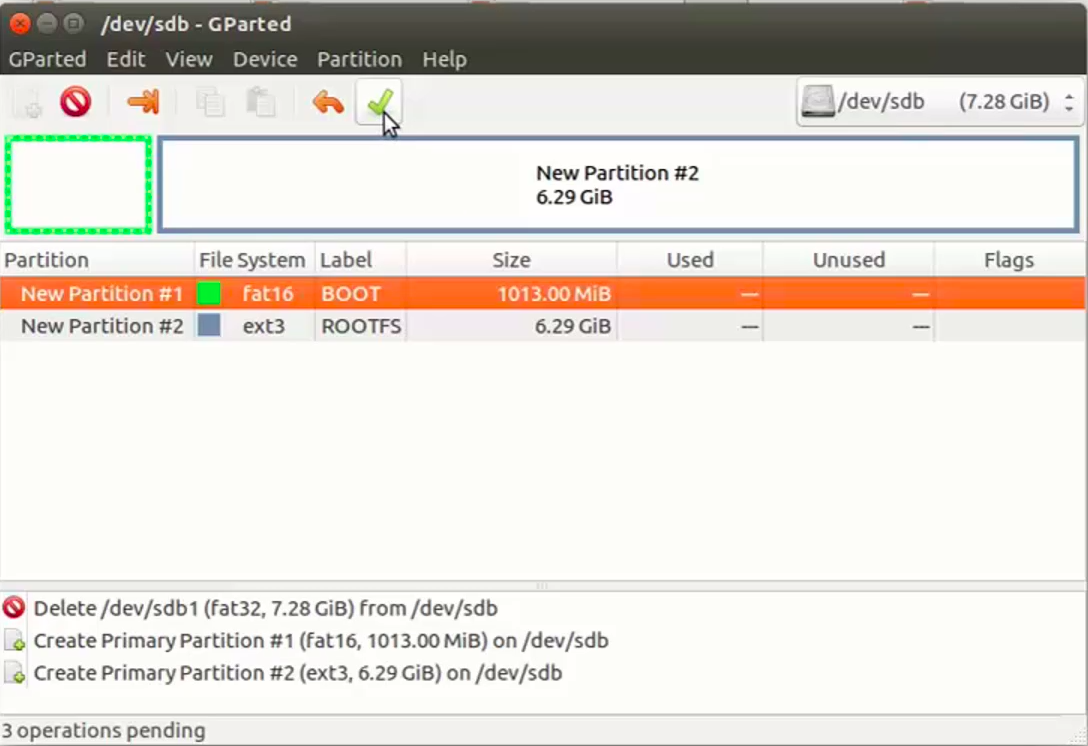 /dev/sdb - GParted
GParted Edit View Device Partition Help
/dev/sdb (7.28 GiB)
New Partition #2
6.29 GiB
Partition File System Label Size Used Unused Flags
New Partition #1 fat16 BOOT 1013.00 MiB — —
New Partition #2 ext3 ROOTFS 6.29 GiB — —
Delete /dev/sdb1 (fat32, 7.28 GiB) from /dev/sdb
Create Primary Partition #1 (fat16, 1013.00 MiB) on /dev/sdb
Create Primary Partition #2 (ext3, 6.29 GiB) on /dev/sdb
3 operations pending